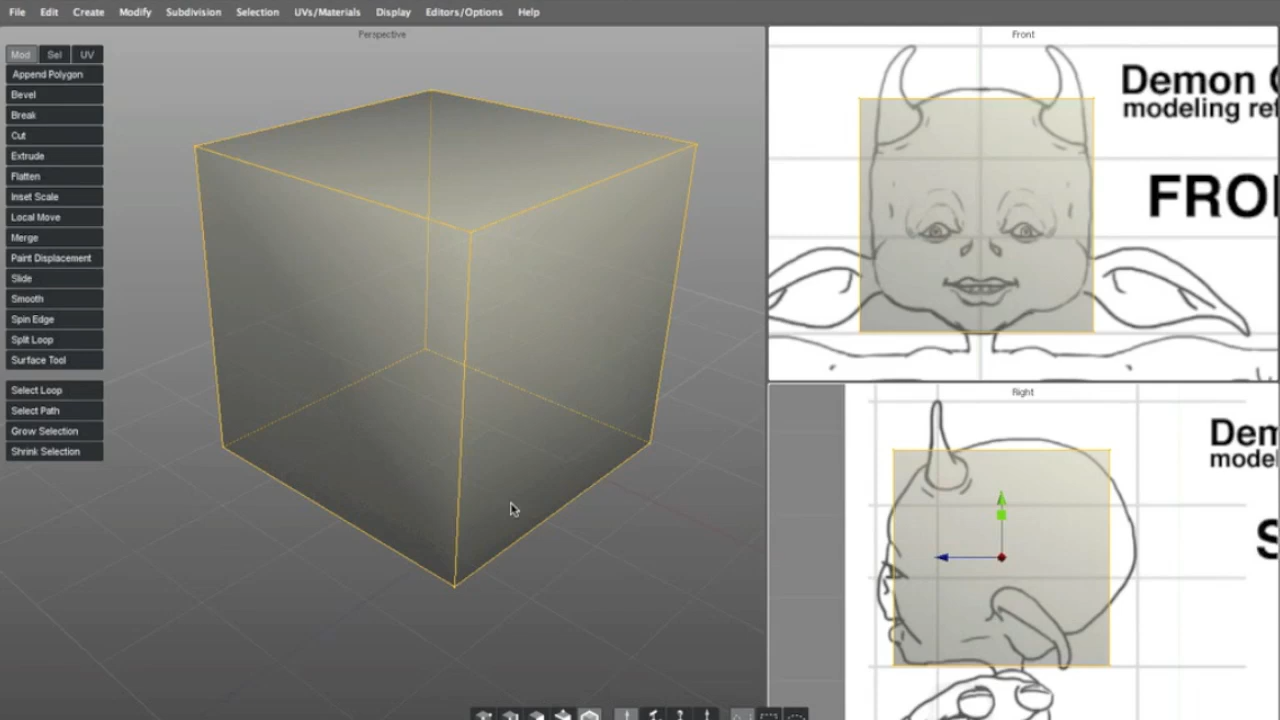 File Edit Create Modify Subdivision Selection UVs/Materials Display Editors/Options Help
Perspective
Mod Sel UV
Append Polygon
Bevel
Break
Cut
Extrude
Flatten
Inset Scale
Local Move
Merge
Paint Displacement
Slide
Smooth
Spin Edge
Split Loop
Surface Tool
Select Loop
Select Path
Grow Selection
Shrink Selection
Front
Demon
modeling ref
FRO
Right
Dem
model
S